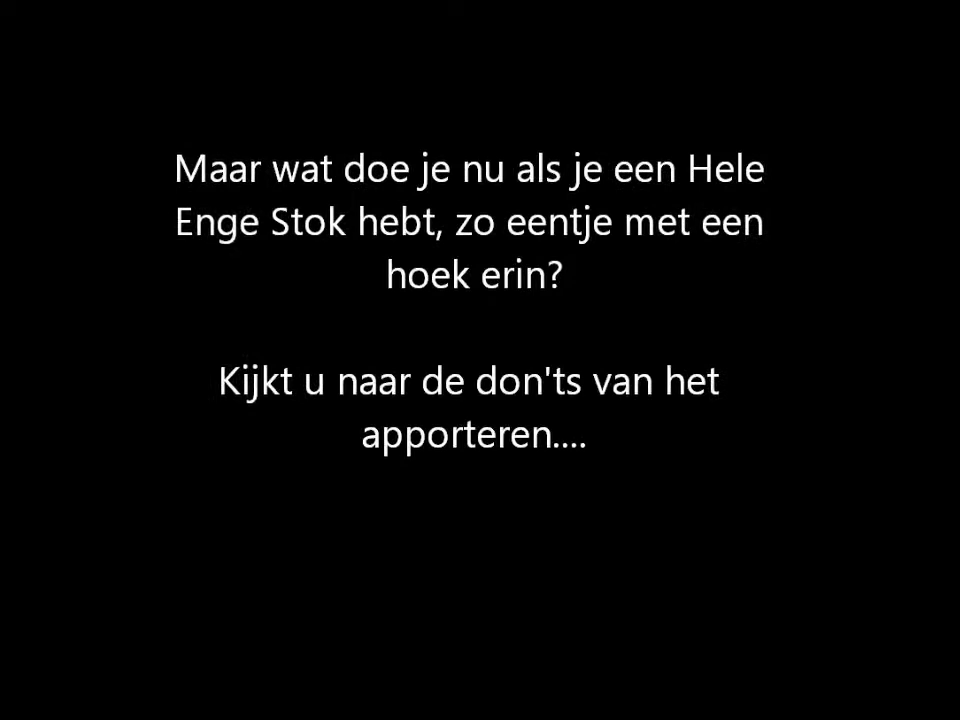 Maar wat doe je nu als je een Hele
Enge Stok hebt, zo eentje met een
hoek erin?
Kijkt u naar de don'ts van het
apporteren....